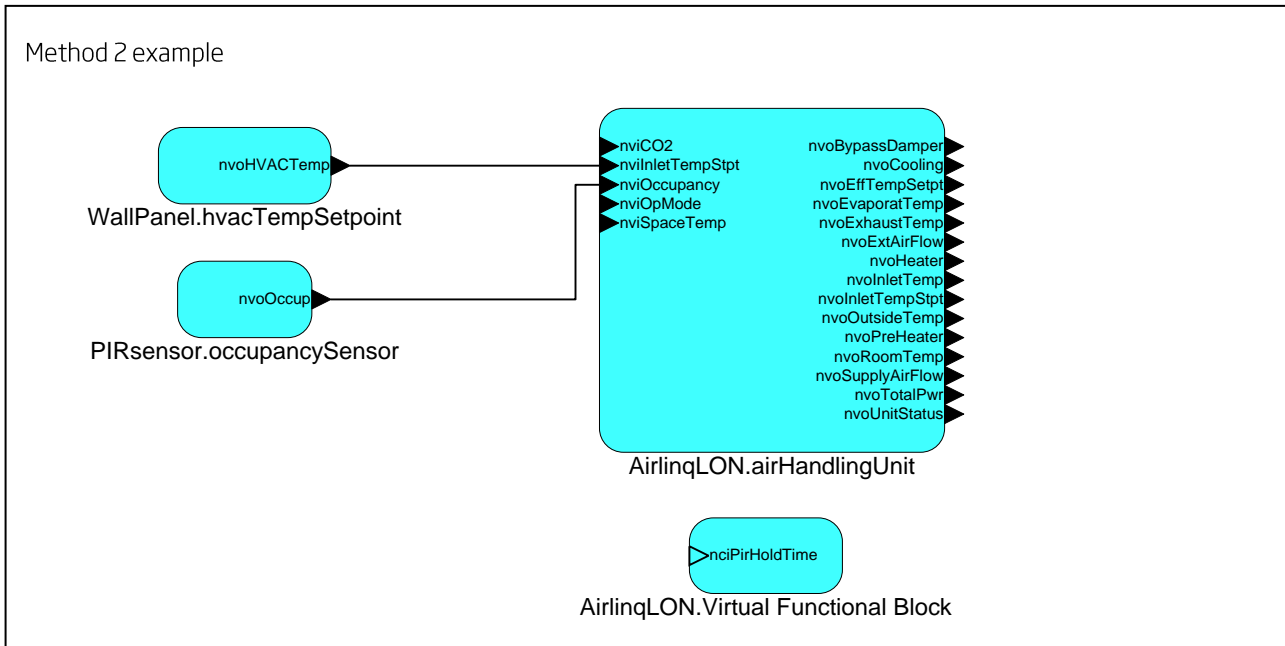 Method 2 example
nvoHVACTemp
WallPanel.hvacTempSetpoint
nvoOccup
PIRsensor.occupancySensor
nviCO2
nviInletTempStpt
nviOccupancy
nviOpMode
nviSpaceTemp
nvoBypassDamper
nvoCooling
nvoEffTempSetpt
nvoEvaporatTemp
nvoExhaustTemp
nvoExtAirFlow
nvoHeater
nvoInletTemp
nvoInletTempStpt
nvoOutsideTemp
nvoPreHeater
nvoRoomTemp
nvoSupplyAirFlow
nvoTotalPwr
nvoUnitStatus
AirlinqLON.airHandlingUnit
nciPirHoldTime
AirlinqLON.Virtual Functional Block